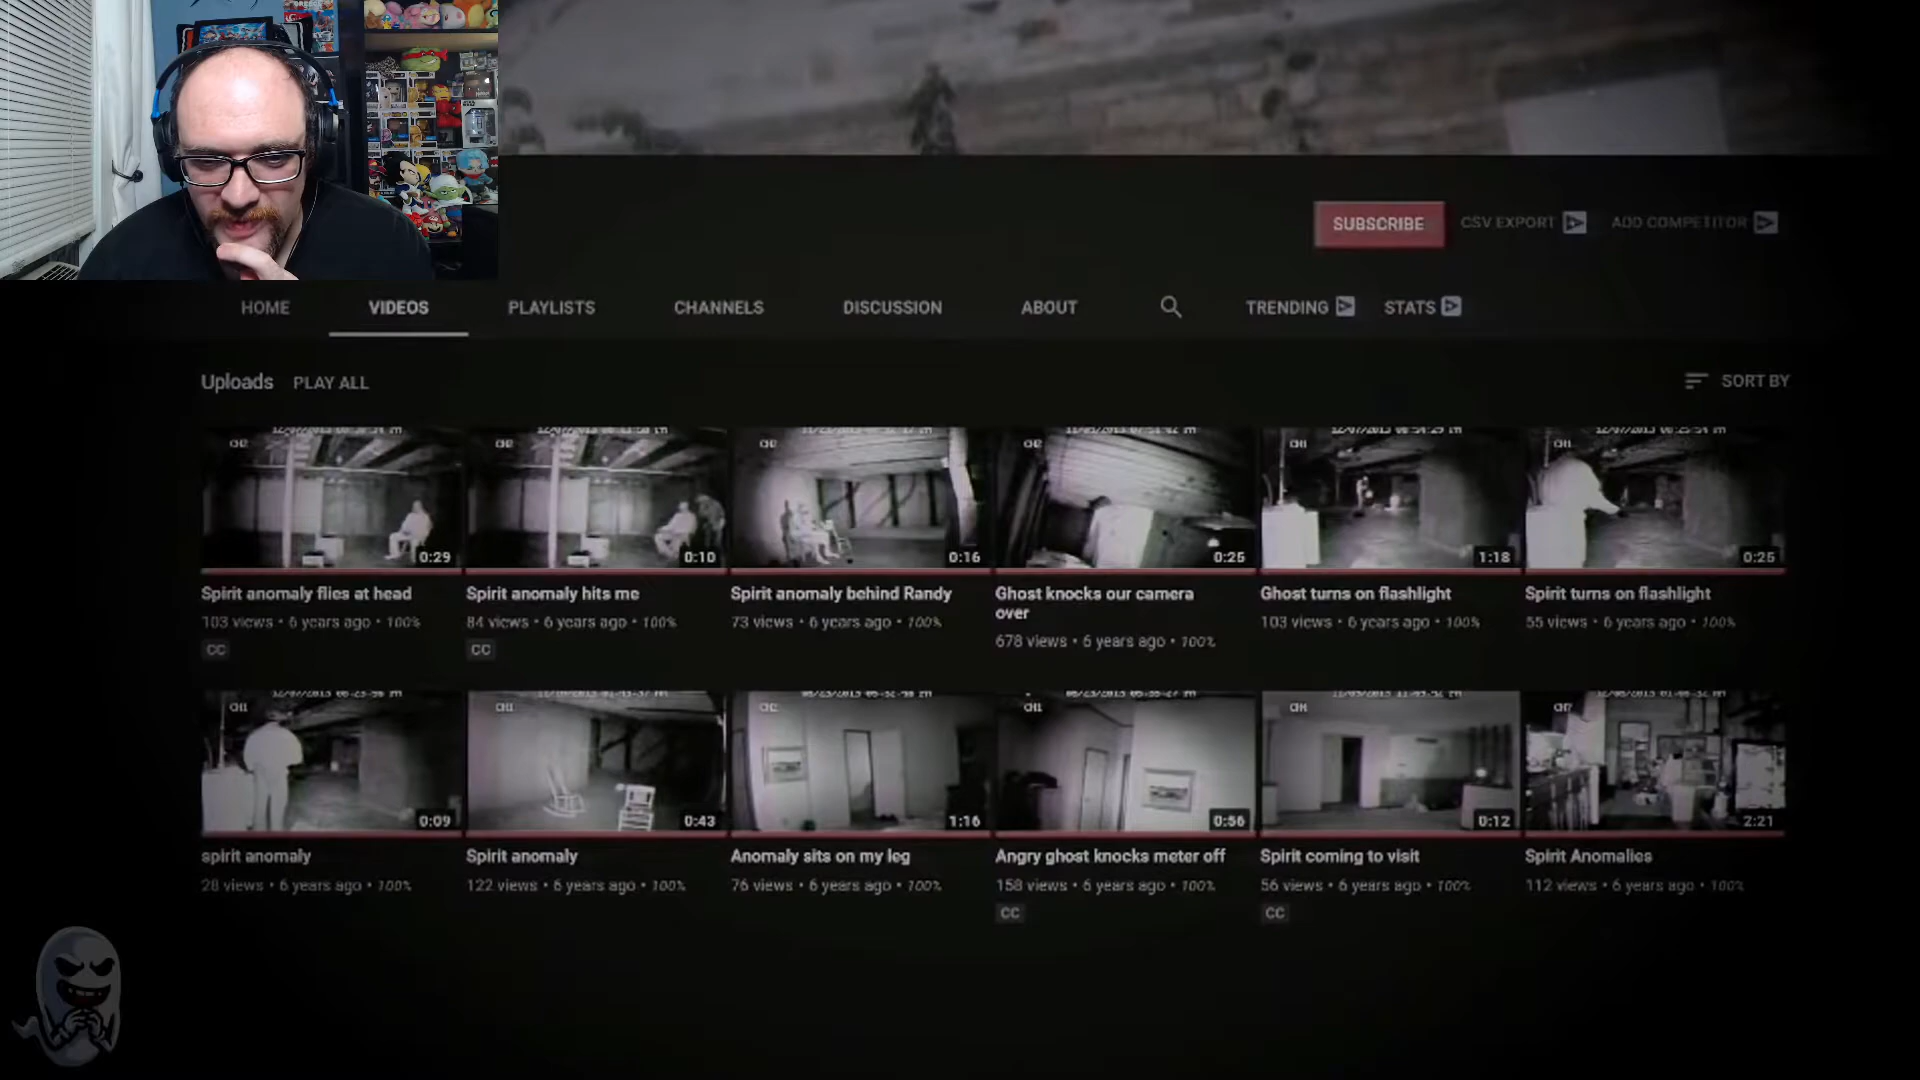 SUBSCRIBE CSV EXPORT ADD COMPETITOR
HOME VIDEOS PLAYLISTS CHANNELS DISCUSSION ABOUT TRENDING STATS
Uploads PLAY ALL SORT BY
CH2 CH2 CH2 CH2 CH1 CH1
0:29 0:10 0:16 0:25 1:18 0:25
Spirit anomaly flies at head
103 views • 6 years ago • 100%
CC
Spirit anomaly hits me
84 views • 6 years ago • 100%
CC
Spirit anomaly behind Randy
73 views • 6 years ago • 100%
Ghost knocks our camera
over
678 views • 6 years ago • 100%
Ghost turns on flashlight
103 views • 6 years ago • 100%
Spirit turns on flashlight
55 views • 6 years ago • 100%
0:09 0:43 1:16 0:56 0:12 2:21
spirit anomaly
28 views • 6 years ago • 100%
Spirit anomaly
122 views • 6 years ago • 100%
Anomaly sits on my leg
76 views • 6 years ago • 100%
Angry ghost knocks meter off
158 views • 6 years ago • 100%
CC
Spirit coming to visit
56 views • 6 years ago • 100%
CC
Spirit Anomalies
112 views • 6 years ago • 100%